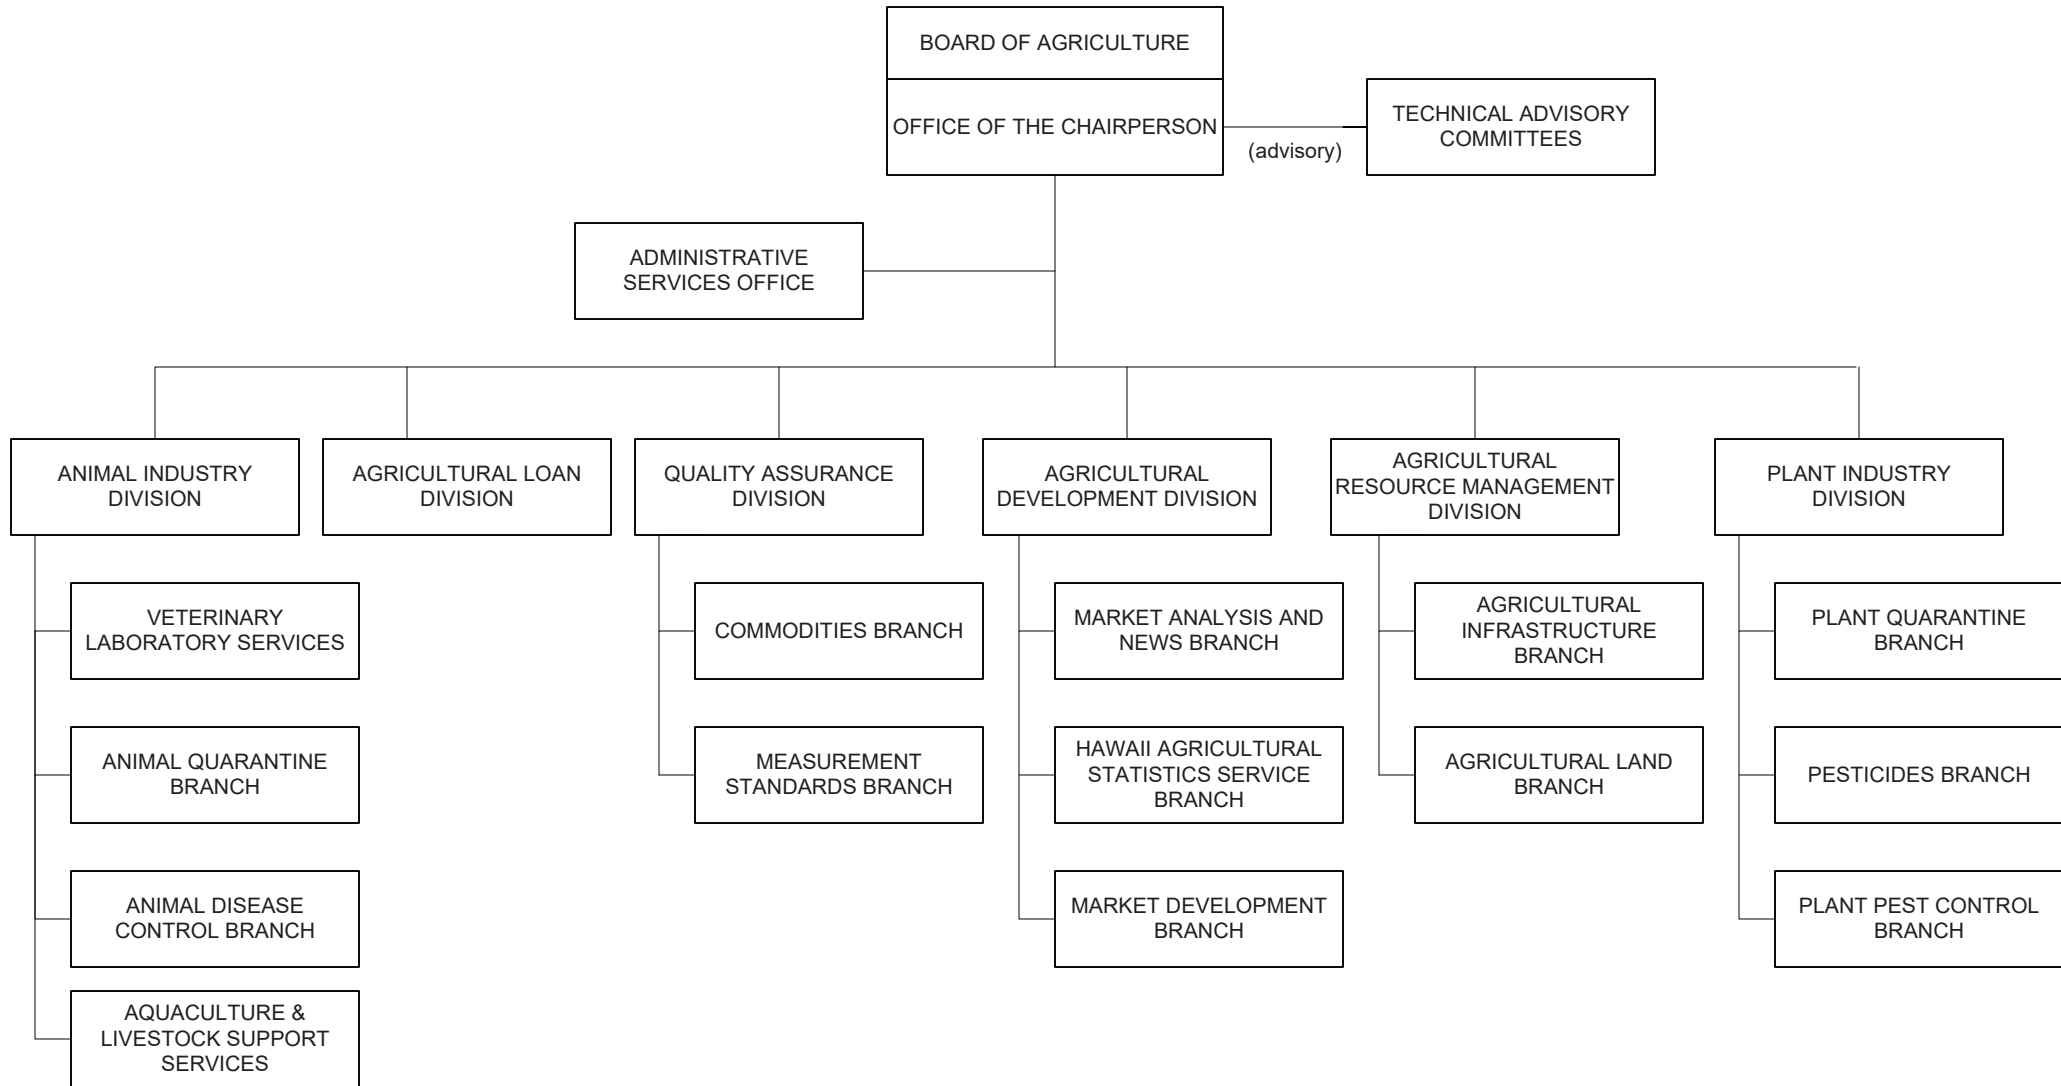 BOARD OF AGRICULTURE
OFFICE OF THE CHAIRPERSON
(advisory)
TECHNICAL ADVISORY
COMMITTEES
ADMINISTRATIVE
SERVICES OFFICE
ANIMAL INDUSTRY
DIVISION
AGRICULTURAL LOAN
DIVISION
QUALITY ASSURANCE
DIVISION
AGRICULTURAL
DEVELOPMENT DIVISION
AGRICULTURAL
RESOURCE MANAGEMENT
DIVISION
PLANT INDUSTRY
DIVISION
VETERINARY
LABORATORY SERVICES
COMMODITIES BRANCH
MARKET ANALYSIS AND
NEWS BRANCH
AGRICULTURAL
INFRASTRUCTURE
BRANCH
PLANT QUARANTINE
BRANCH
ANIMAL QUARANTINE
BRANCH
MEASUREMENT
STANDARDS BRANCH
HAWAII AGRICULTURAL
STATISTICS SERVICE
BRANCH
AGRICULTURAL LAND
BRANCH
PESTICIDES BRANCH
ANIMAL DISEASE
CONTROL BRANCH
MARKET DEVELOPMENT
BRANCH
PLANT PEST CONTROL
BRANCH
AQUACULTURE &
LIVESTOCK SUPPORT
SERVICES